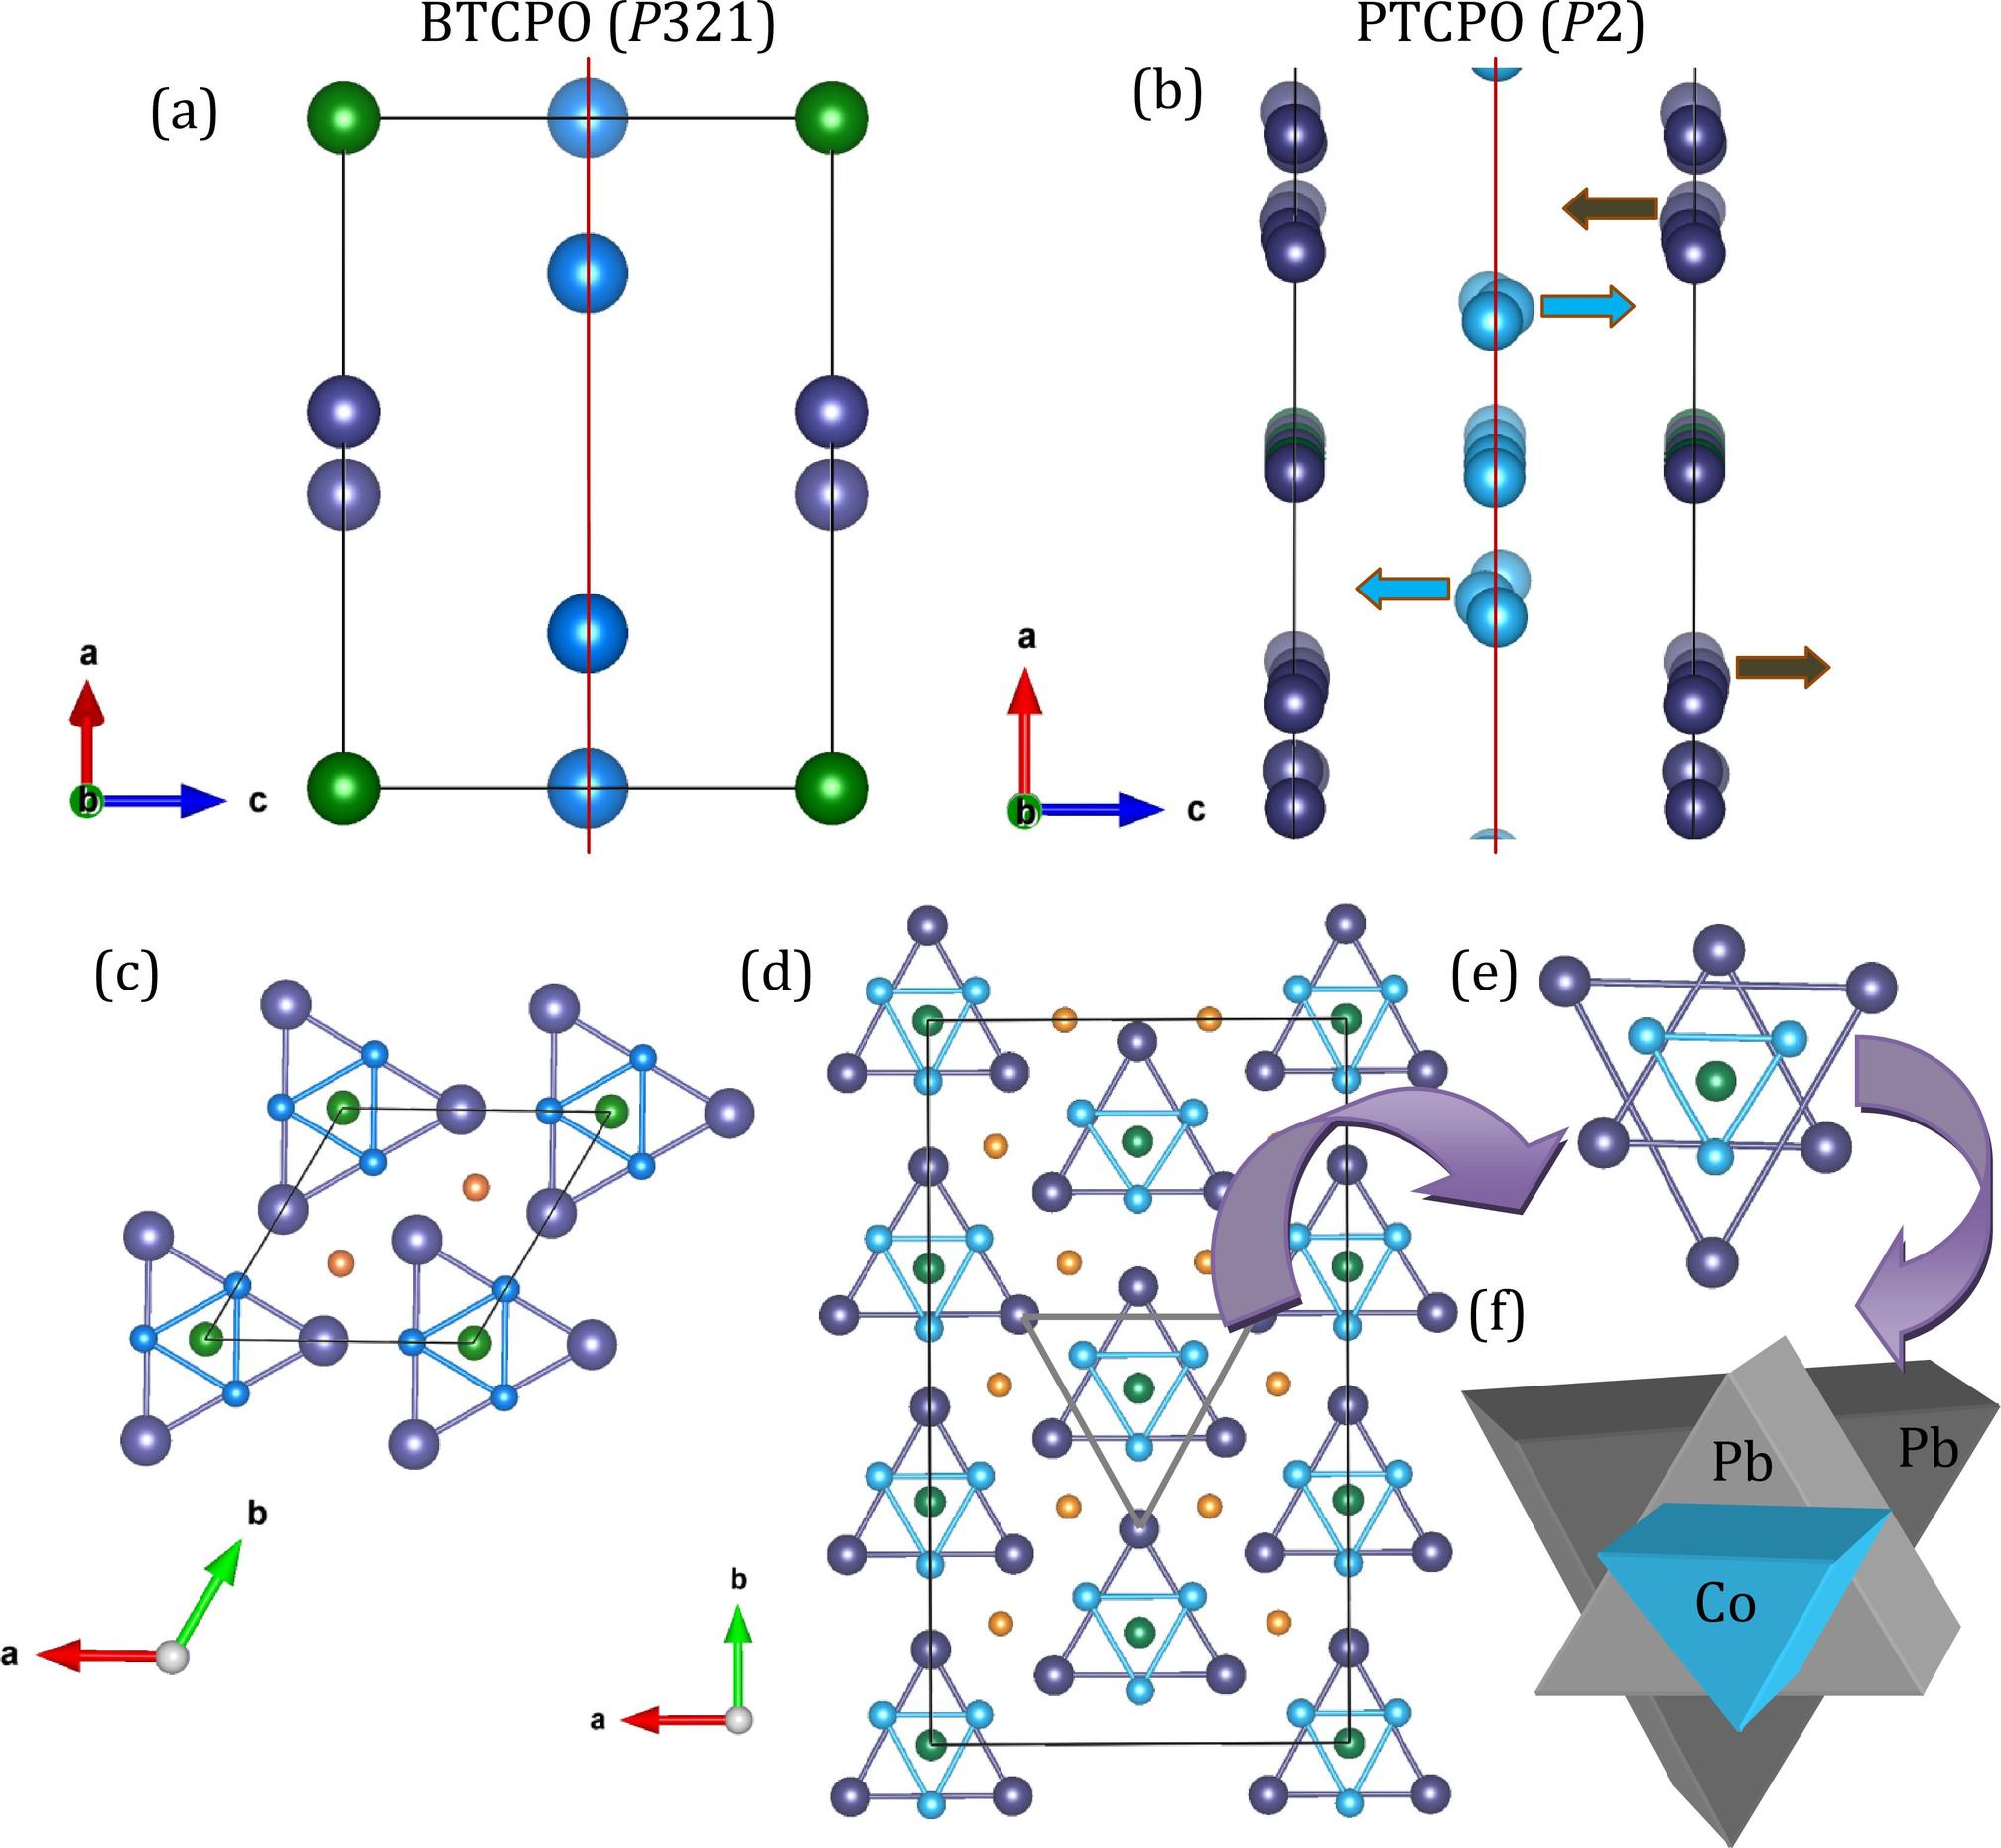 BTCPO (P321)
PTCPO (P2)
(a)
(b)
a
b
c
a
b
c
(c)
(d)
(e)
(f)
Pb
Pb
Co
b
a
b
a